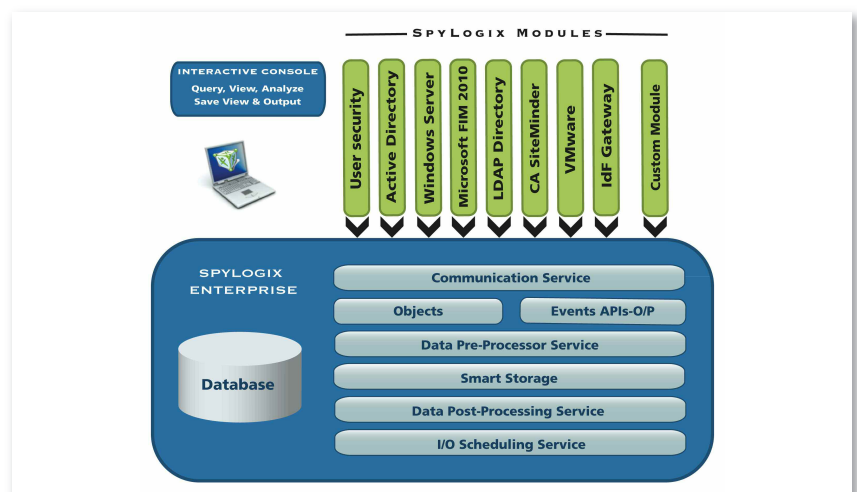 SPYLOGIX MODULES
INTERACTIVE CONSOLE
Query, View, Analyze
Save View & Output
User security
Active Directory
Windows Server
Microsoft FIM 2010
LDAP Directory
CA SiteMinder
VMware
IdF Gateway
Custom Module
SPYLOGIX
ENTERPRISE
Database
Communication Service
Objects
Events APIs-O/P
Data Pre-Processor Service
Smart Storage
Data Post-Processing Service
I/O Scheduling Service